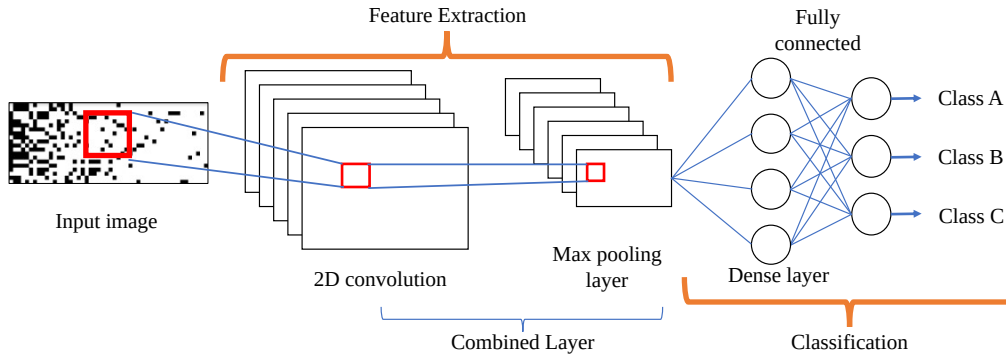 Feature Extraction
Fully
connected
Class A
Class B
Class C
Input image
2D convolution
Max pooling
layer
Dense layer
Combined Layer
Classification